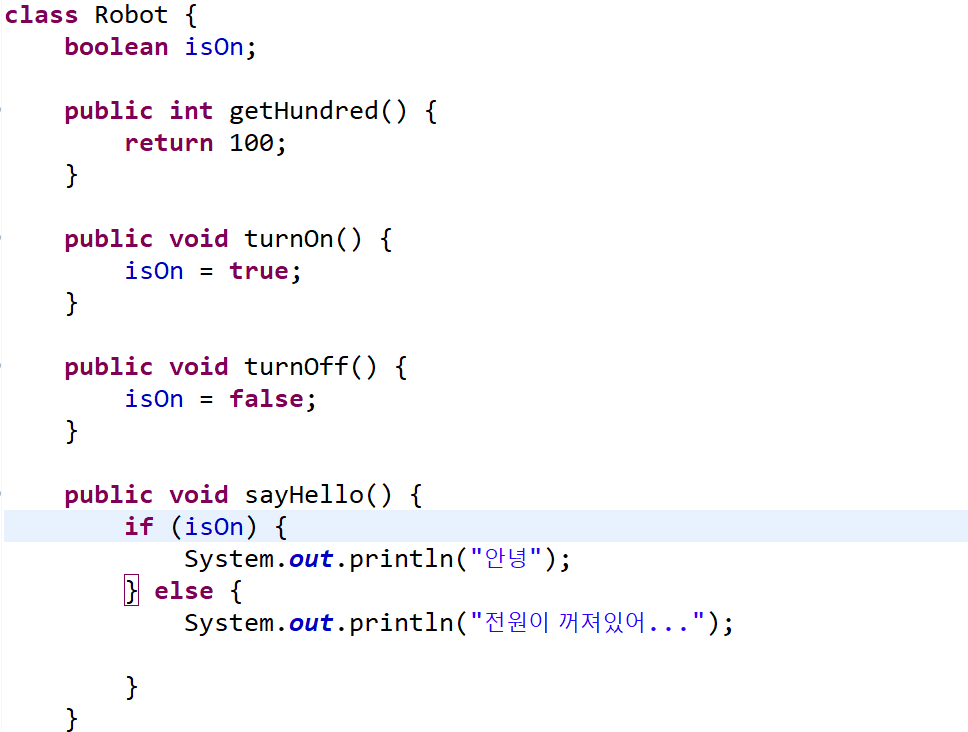 class Robot {
    boolean isOn;

    public int getHundred() {
        return 100;
    }

    public void turnOn() {
        isOn = true;
    }

    public void turnOff() {
        isOn = false;
    }

    public void sayHello() {
        if (isOn) {
            System.out.println("안녕");
        } else {
            System.out.println("전원이 꺼져있어...");

        }
    }